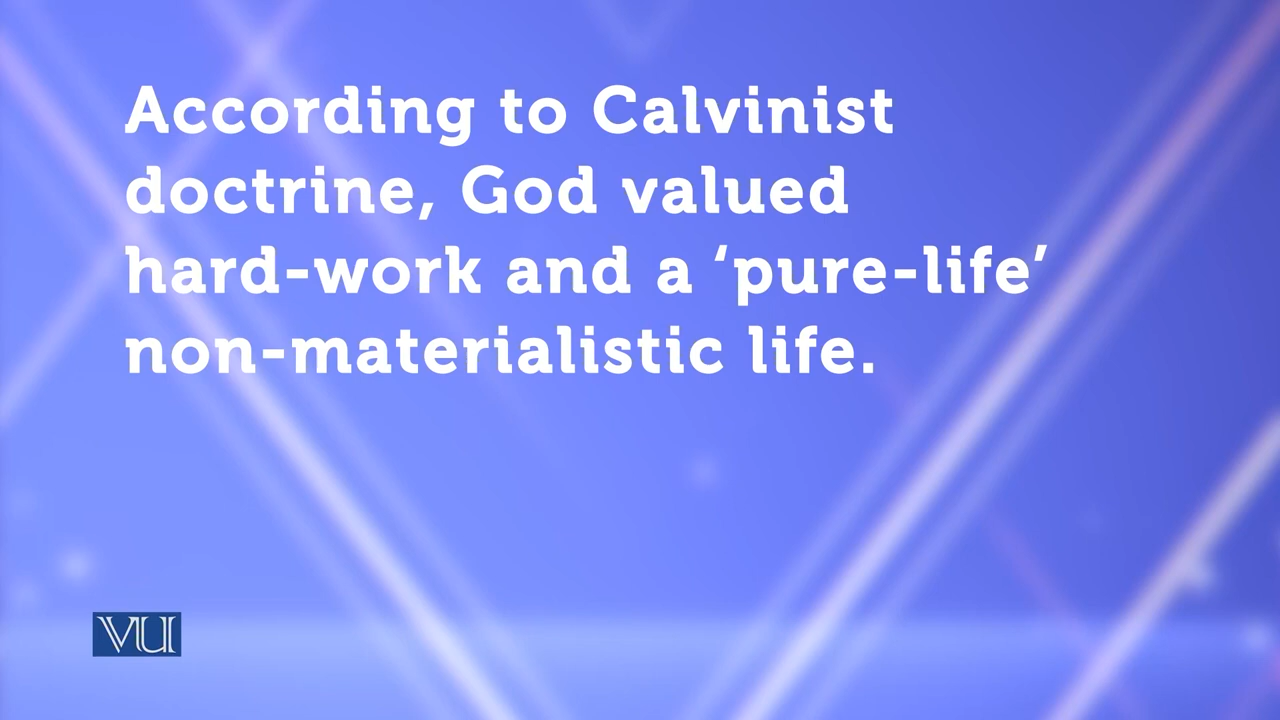 According to Calvinist
doctrine, God valued
hard-work and a ‘pure-life’
non-materialistic life.
VU